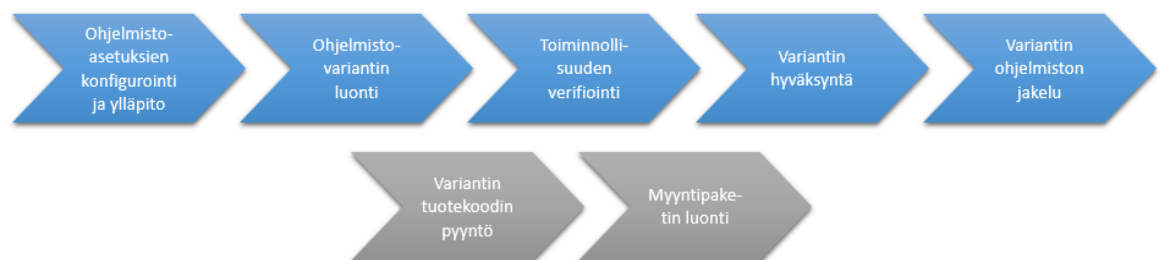 Ohjelmisto-
asetuksien
konfigurointi
ja ylläpito
Ohjelmisto-
variantin
luonti
Toiminnolli-
suuden
verifiointi
Variantin
hyväksyntä
Variantin
ohjelmiston
jakelu
Variantin
tuotekoodin
pyyntö
Myyntipake-
tin luonti